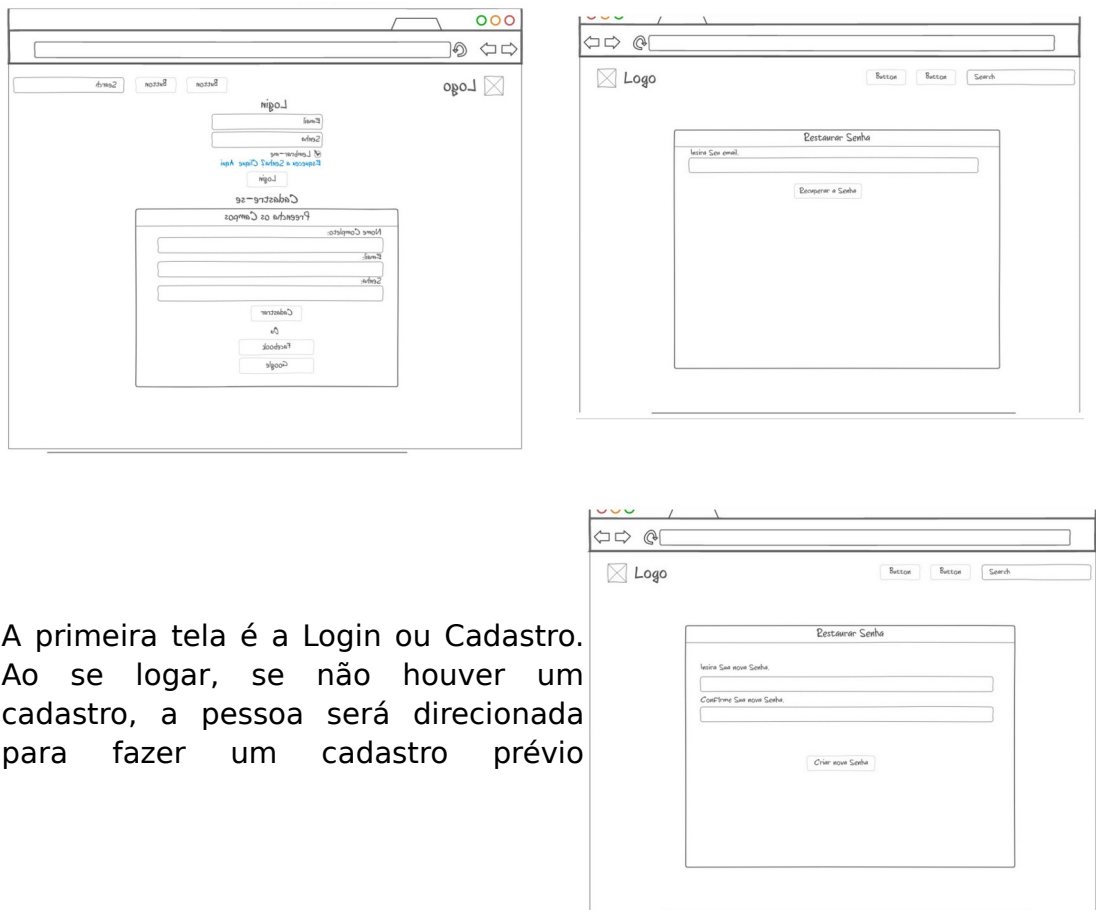 Logo
Button
Button
Search
Login
Email
Senha
Lembrar-me
Esqueceu a Senha? Clique Aqui
Login
Cadastre-se
Preencha os Campos
Nome Completo:
Email:
Senha:
Cadastrar
Ou
Facebook
Google
Logo
Button
Button
Search
Restaurar Senha
Insira Seu email.
Recuperar a Senha
Logo
Button
Button
Search
Restaurar Senha
Insira Sua nova Senha.
Confirme Sua nova Senha.
Criar nova Senha
A primeira tela é a Login ou Cadastro.
Ao se logar, se não houver um
cadastro, a pessoa será direcionada
para fazer um cadastro prévio